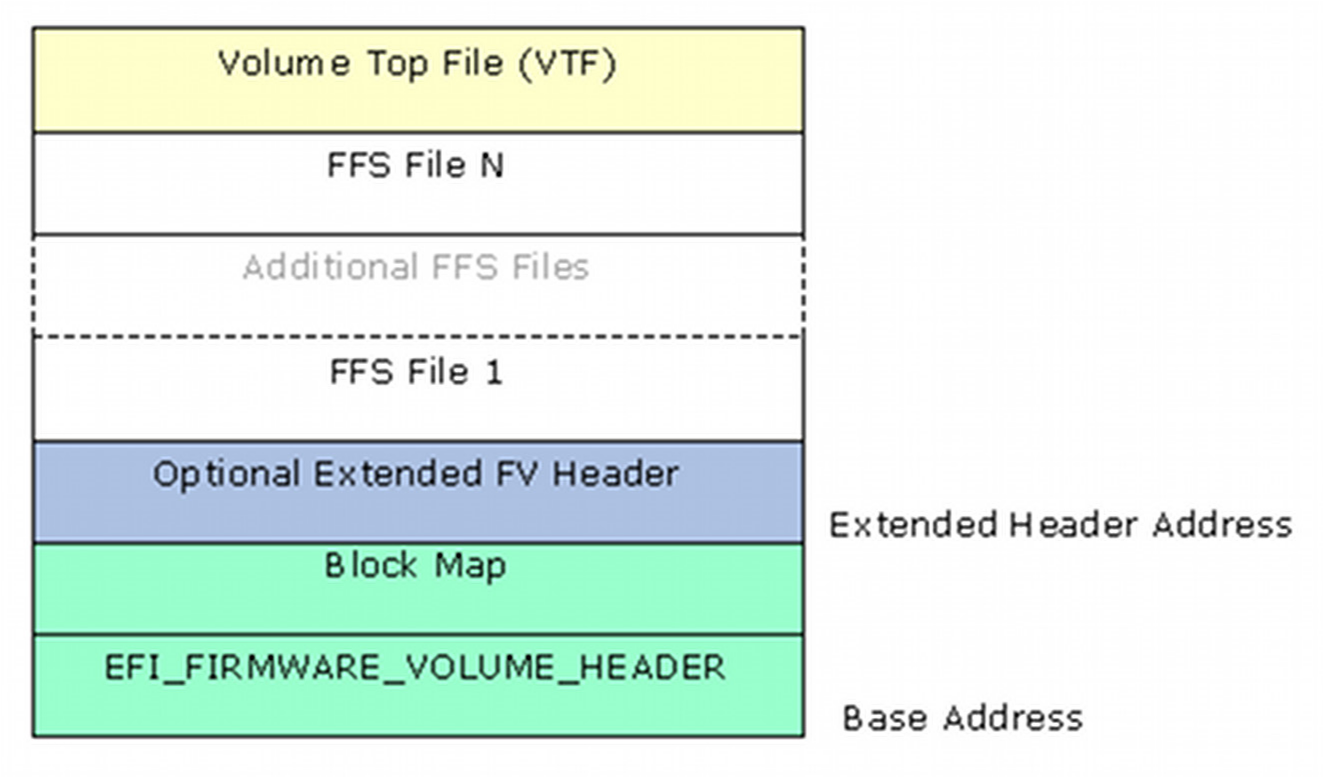 Volume Top File (VTF)
FFS File N
Additional FFS Files
FFS File 1
Optional Extended FV Header
Extended Header Address
Block Map
EFI_FIRMWARE_VOLUME_HEADER
Base Address